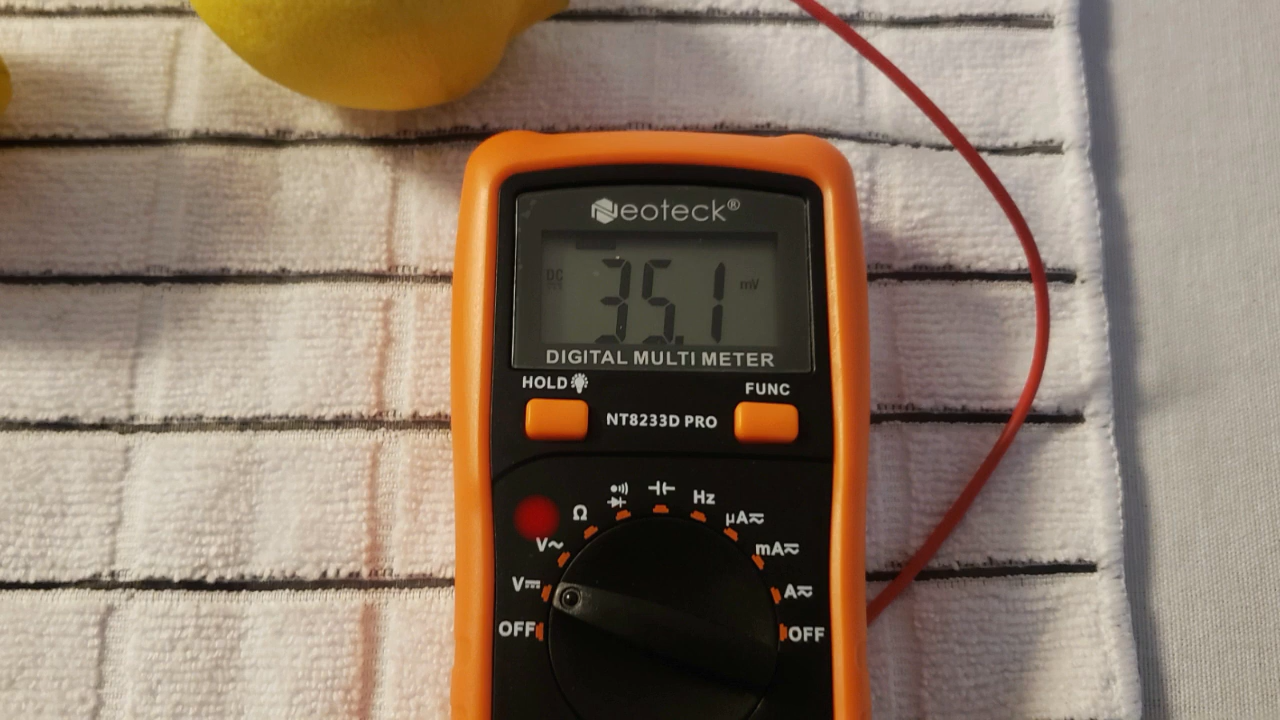 Neoteck®
DC
35.1 mV
DIGITAL MULTI METER
HOLD FUNC
NT8233D PRO
Hz
Ω μA
V~ mA
V A
OFF OFF